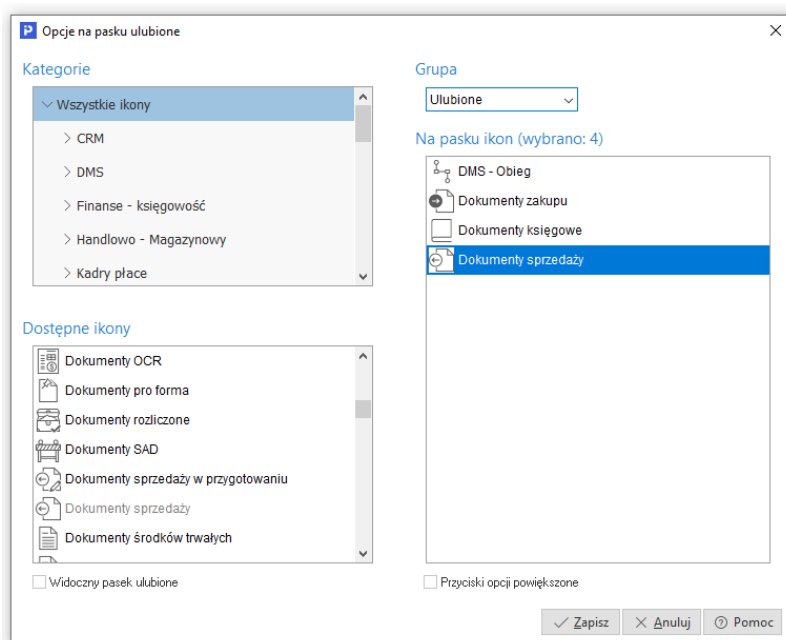 Opcje na pasku ulubione
Kategorie
Wszystkie ikony
CRM
DMS
Finanse - księgowość
Handlowo - Magazynowy
Kadry płace
Dostępne ikony
Dokumenty OCR
Dokumenty pro forma
Dokumenty rozliczone
Dokumenty SAD
Dokumenty sprzedaży w przygotowaniu
Dokumenty sprzedaży
Dokumenty środków trwałych
Widoczny pasek ulubione
Grupa
Ulubione
Na pasku ikon (wybrano: 4)
DMS - Obieg
Dokumenty zakupu
Dokumenty księgowe
Dokumenty sprzedaży
Przyciski opcji powiększone
Zapisz
Anuluj
Pomoc